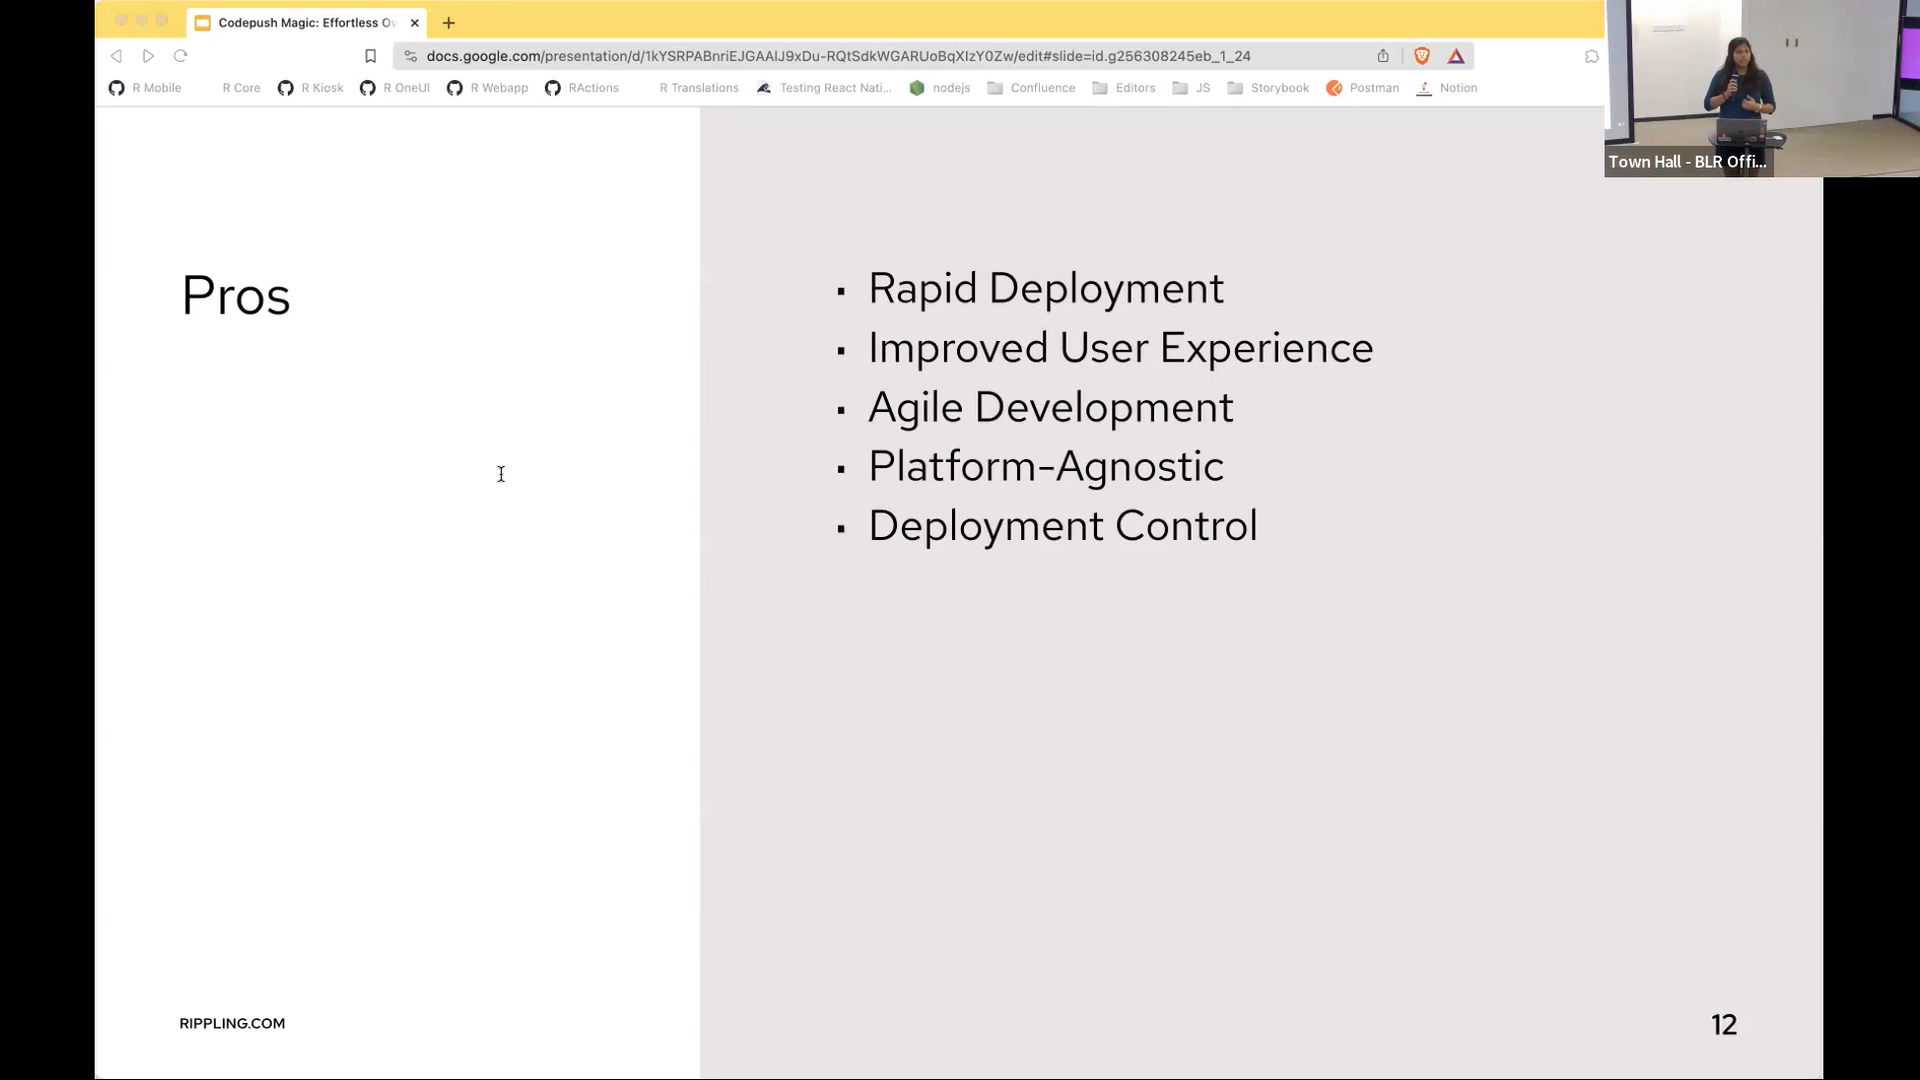 Codepush Magic: Effortless Ov
docs.google.com/presentation/d/1kYSRPABnriEJGAAlJ9xDu-RQtSdkWGARUoBqXIzY0Zw/edit#slide=id.g256308245eb_1_24
R Mobile R Core R Kiosk R OneUI R Webapp RActions R Translations Testing React Nati... nodejs Confluence Editors JS Storybook Postman Notion
Town Hall - BLR Offi...
Pros
▪ Rapid Deployment
▪ Improved User Experience
▪ Agile Development
▪ Platform-Agnostic
▪ Deployment Control
RIPPLING.COM
12